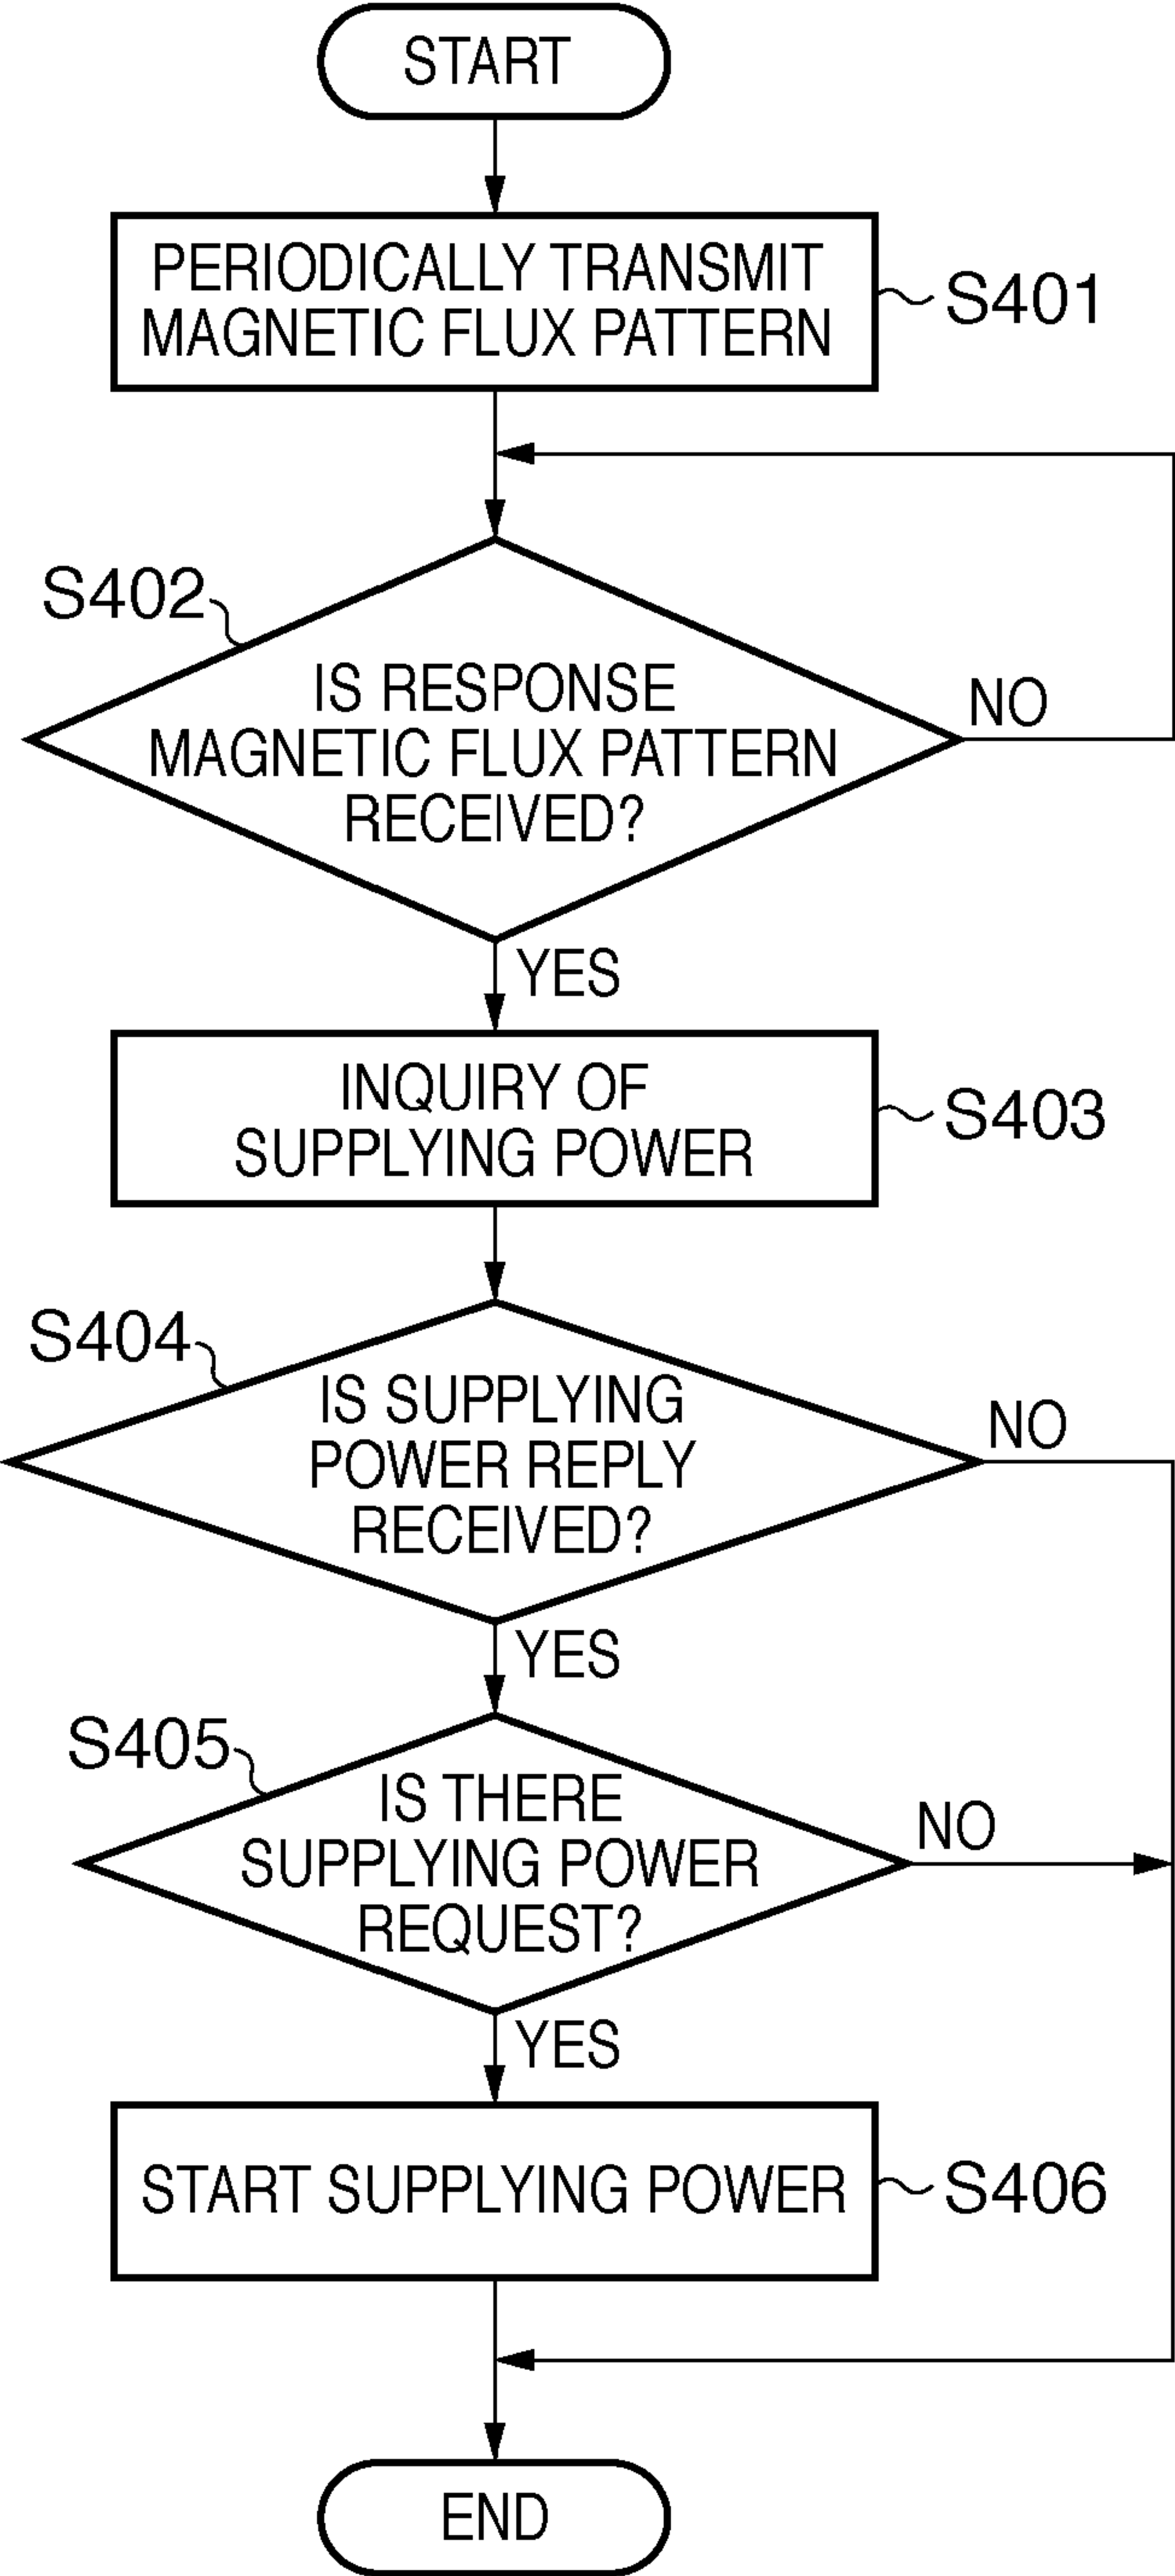 START
PERIODICALLY TRANSMIT
MAGNETIC FLUX PATTERN
S401
S402
IS RESPONSE
MAGNETIC FLUX PATTERN
RECEIVED?
NO
YES
INQUIRY OF
SUPPLYING POWER
S403
S404
IS SUPPLYING
POWER REPLY
RECEIVED?
NO
YES
S405
IS THERE
SUPPLYING POWER
REQUEST?
NO
YES
START SUPPLYING POWER
S406
END